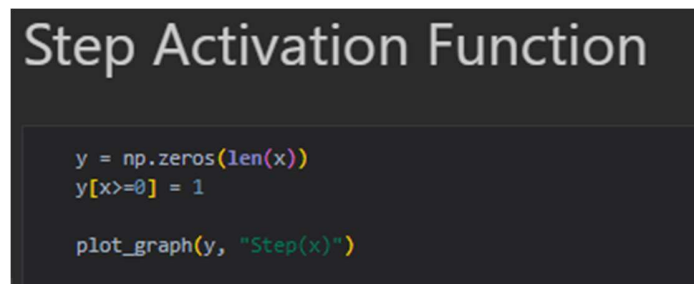 Step Activation Function
y = np.zeros(len(x))
y[x>=0] = 1
plot_graph(y, "Step(x)")